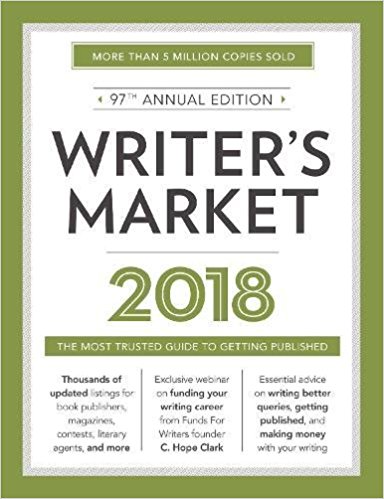 MORE THAN 5 MILLION COPIES SOLD
97TH ANNUAL EDITION
WRITER'S
MARKET
2018
THE MOST TRUSTED GUIDE TO GETTING PUBLISHED
Thousands of
updated listings for
book publishers,
magazines,
contests, literary
agents, and more
Exclusive webinar
on funding your
writing career
from Funds For
Writers founder
C. Hope Clark
Essential advice
on writing better
queries, getting
published, and
making money
with your writing